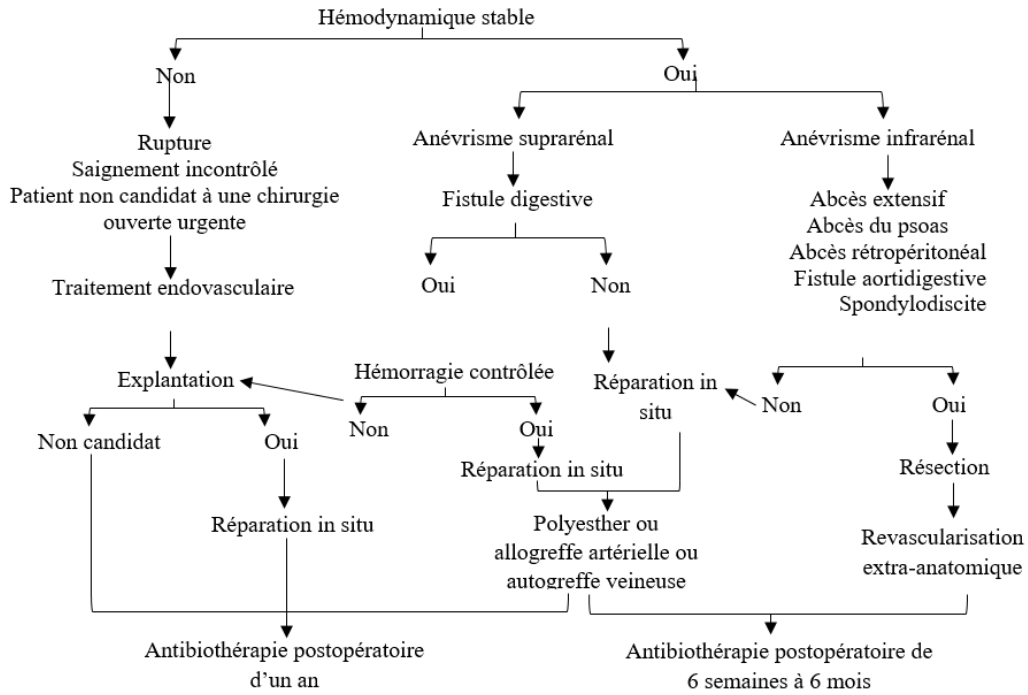 Hémodynamique stable
Non
Oui
Rupture
Saignement incontrôlé
Patient non candidat à une chirurgie
ouverte urgente
Anévrisme suprarénal
Anévrisme infrarénal
Fistule digestive
Abcès extensif
Abcès du psoas
Abcès rétropéritonéal
Fistule aortidigestive
Spondylodiscite
Traitement endovasculaire
Oui
Non
Explantation
Hémorragie contrôlée
Réparation in
situ
Non
Oui
Non candidat
Oui
Non
Oui
Réparation in situ
Résection
Réparation in situ
Polyesther ou
allogreffe artérielle ou
autogreffe veineuse
Revascularisation
extra-anatomique
Antibiothérapie postopératoire
d’un an
Antibiothérapie postopératoire de
6 semaines à 6 mois